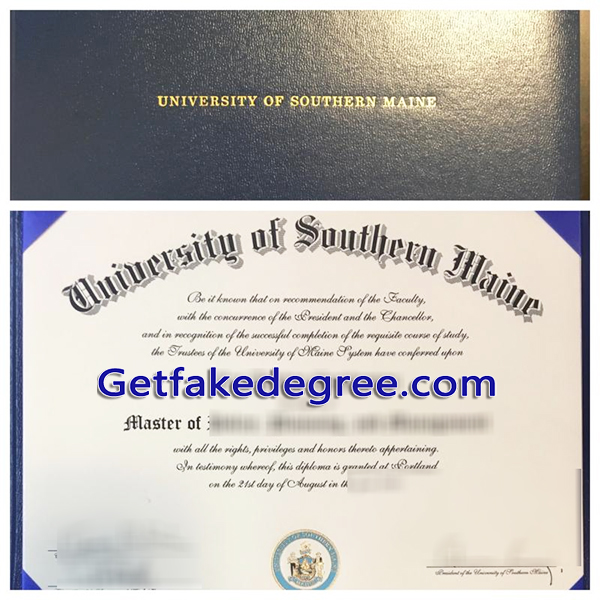 UNIVERSITY OF SOUTHERN MAINE
University of Southern Maine
Be it known that on recommendation of the Faculty,
with the concurrence of the President and the Chancellor,
and in recognition of the successful completion of the requisite course of study,
the Trustees of the University of Maine System have conferred upon
Getfakedegree.com
Master of
with all the rights, privileges and honors thereto appertaining.
In testimony whereof, this diploma is granted at Portland
on the 21st day of August in th
President of the University of Southern Maine